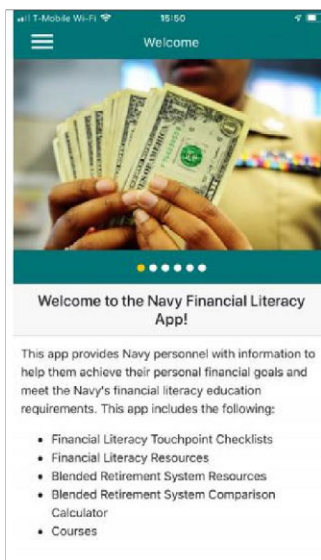 T-Mobile Wi-Fi 15:50
Welcome
Welcome to the Navy Financial Literacy
App!
This app provides Navy personnel with information to
help them achieve their personal financial goals and
meet the Navy's financial literacy education
requirements. This app includes the following:
• Financial Literacy Touchpoint Checklists
• Financial Literacy Resources
• Blended Retirement System Resources
• Blended Retirement System Comparison
Calculator
• Courses